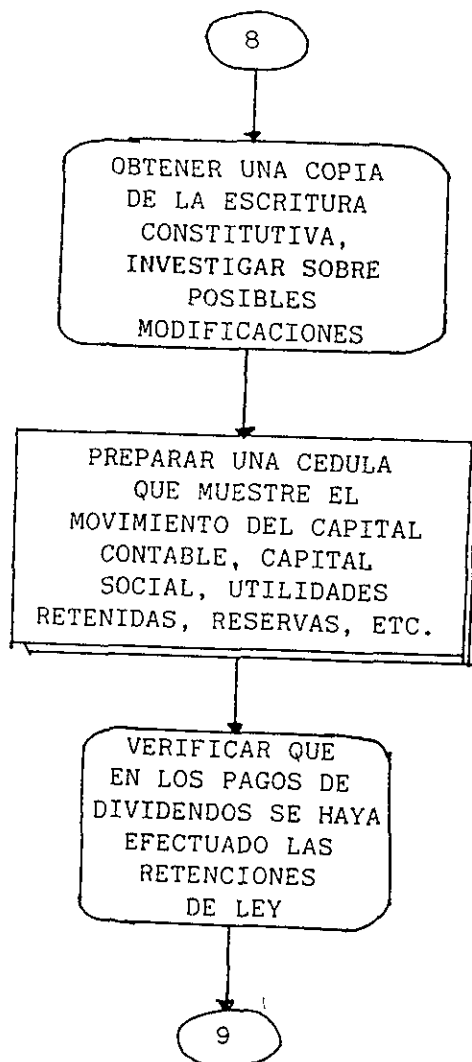 8
OBTENER UNA COPIA
DE LA ESCRITURA
CONSTITUTIVA,
INVESTIGAR SOBRE
POSIBLES
MODIFICACIONES
PREPARAR UNA CEDULA
QUE MUESTRE EL
MOVIMIENTO DEL CAPITAL
CONTABLE, CAPITAL
SOCIAL, UTILIDADES
RETENIDAS, RESERVAS, ETC.
VERIFICAR QUE
EN LOS PAGOS DE
DIVIDENDOS SE HAYA
EFECTUADO LAS
RETENCIONES
DE LEY
9